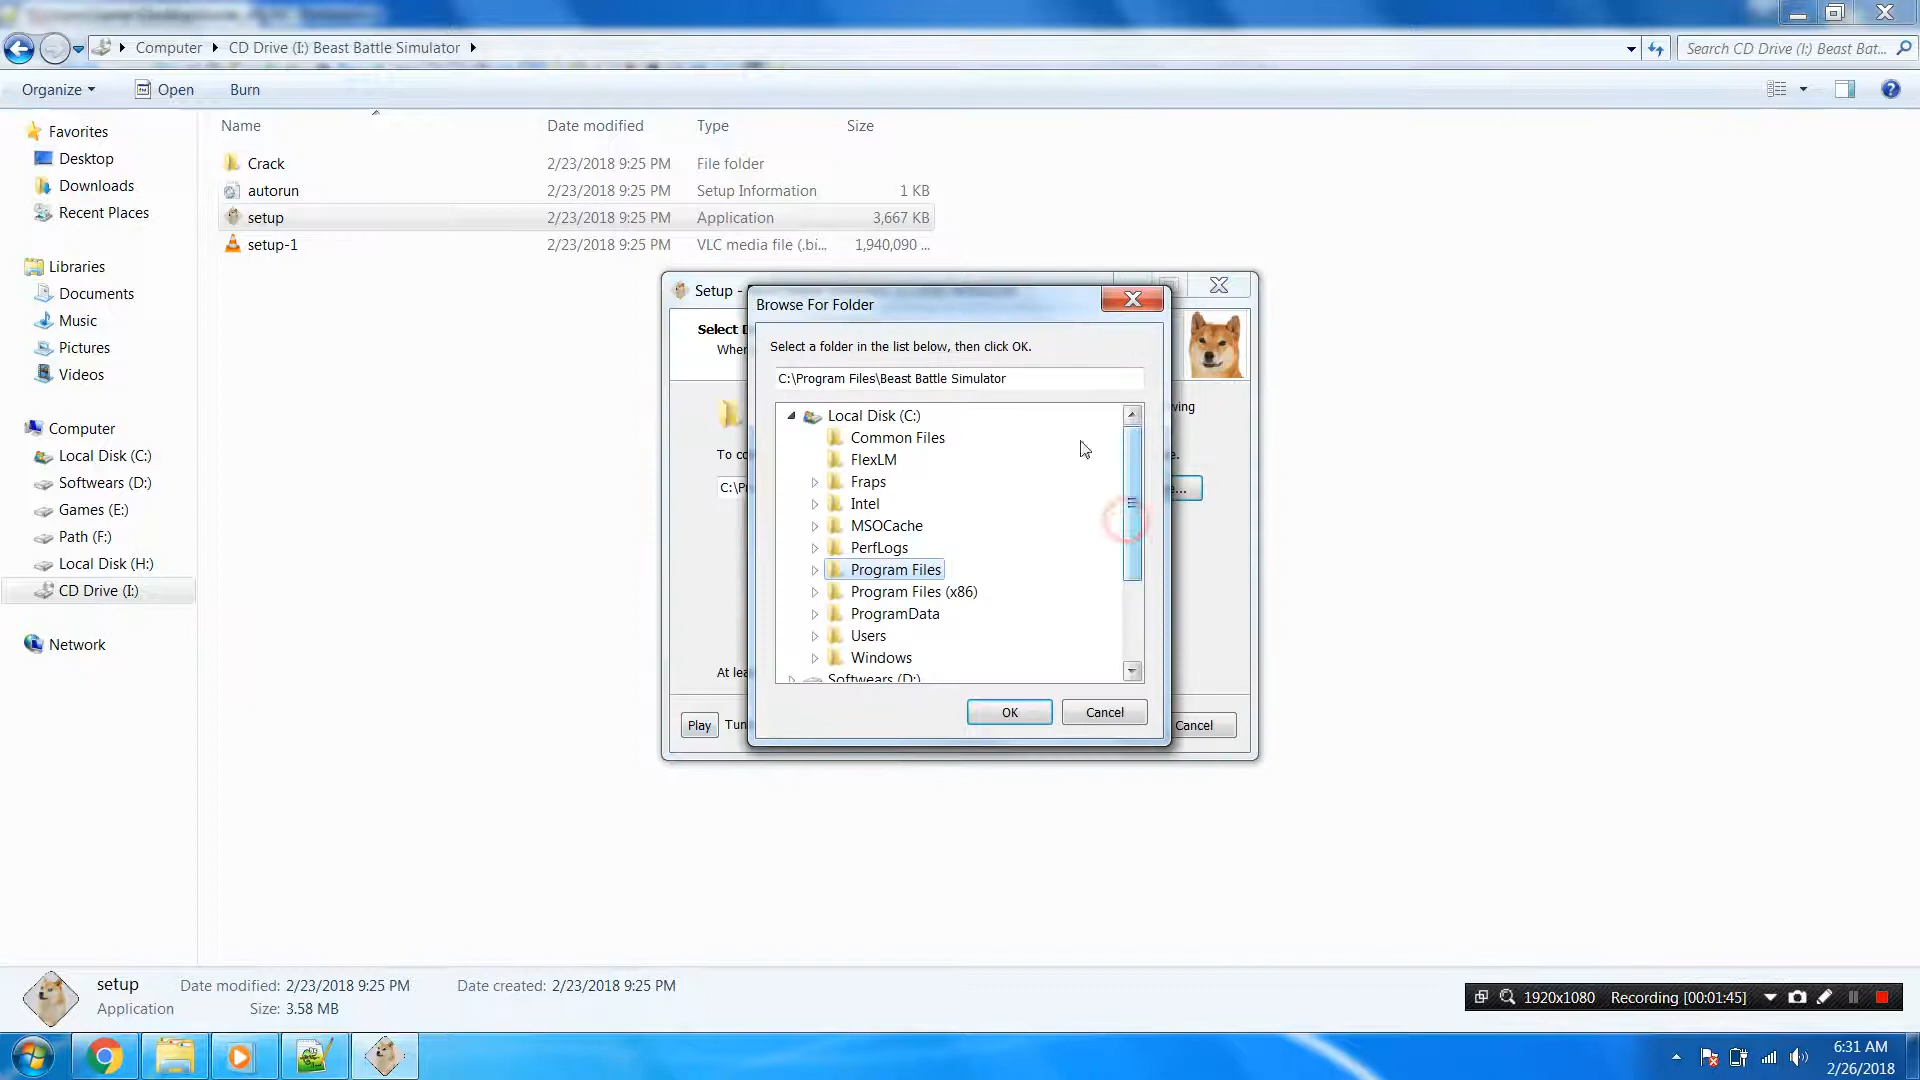 Computer CD Drive (I:) Beast Battle Simulator
Search CD Drive (I:) Beast Bat...
Organize Open Burn
Name Date modified Type Size
Favorites
Desktop
Downloads
Recent Places
Libraries
Documents
Music
Pictures
Videos
Computer
Local Disk (C:)
Softwears (D:)
Games (E:)
Path (F:)
Local Disk (H:)
CD Drive (I:)
Network
Crack 2/23/2018 9:25 PM File folder
autorun 2/23/2018 9:25 PM Setup Information 1 KB
setup 2/23/2018 9:25 PM Application 3,667 KB
setup-1 2/23/2018 9:25 PM VLC media file (.bi... 1,940,090 ...
Setup -
Select D
Wher
wing
To co
e.
C:\Pr
e...
At lea
Play Tun
Cancel
Browse For Folder
Select a folder in the list below, then click OK.
C:\Program Files\Beast Battle Simulator
Local Disk (C:)
Common Files
FlexLM
Fraps
Intel
MSOCache
PerfLogs
Program Files
Program Files (x86)
ProgramData
Users
Windows
Softwears (D:)
OK Cancel
setup Date modified: 2/23/2018 9:25 PM Date created: 2/23/2018 9:25 PM
Application Size: 3.58 MB
1920x1080 Recording [00:01:45]
6:31 AM
2/26/2018